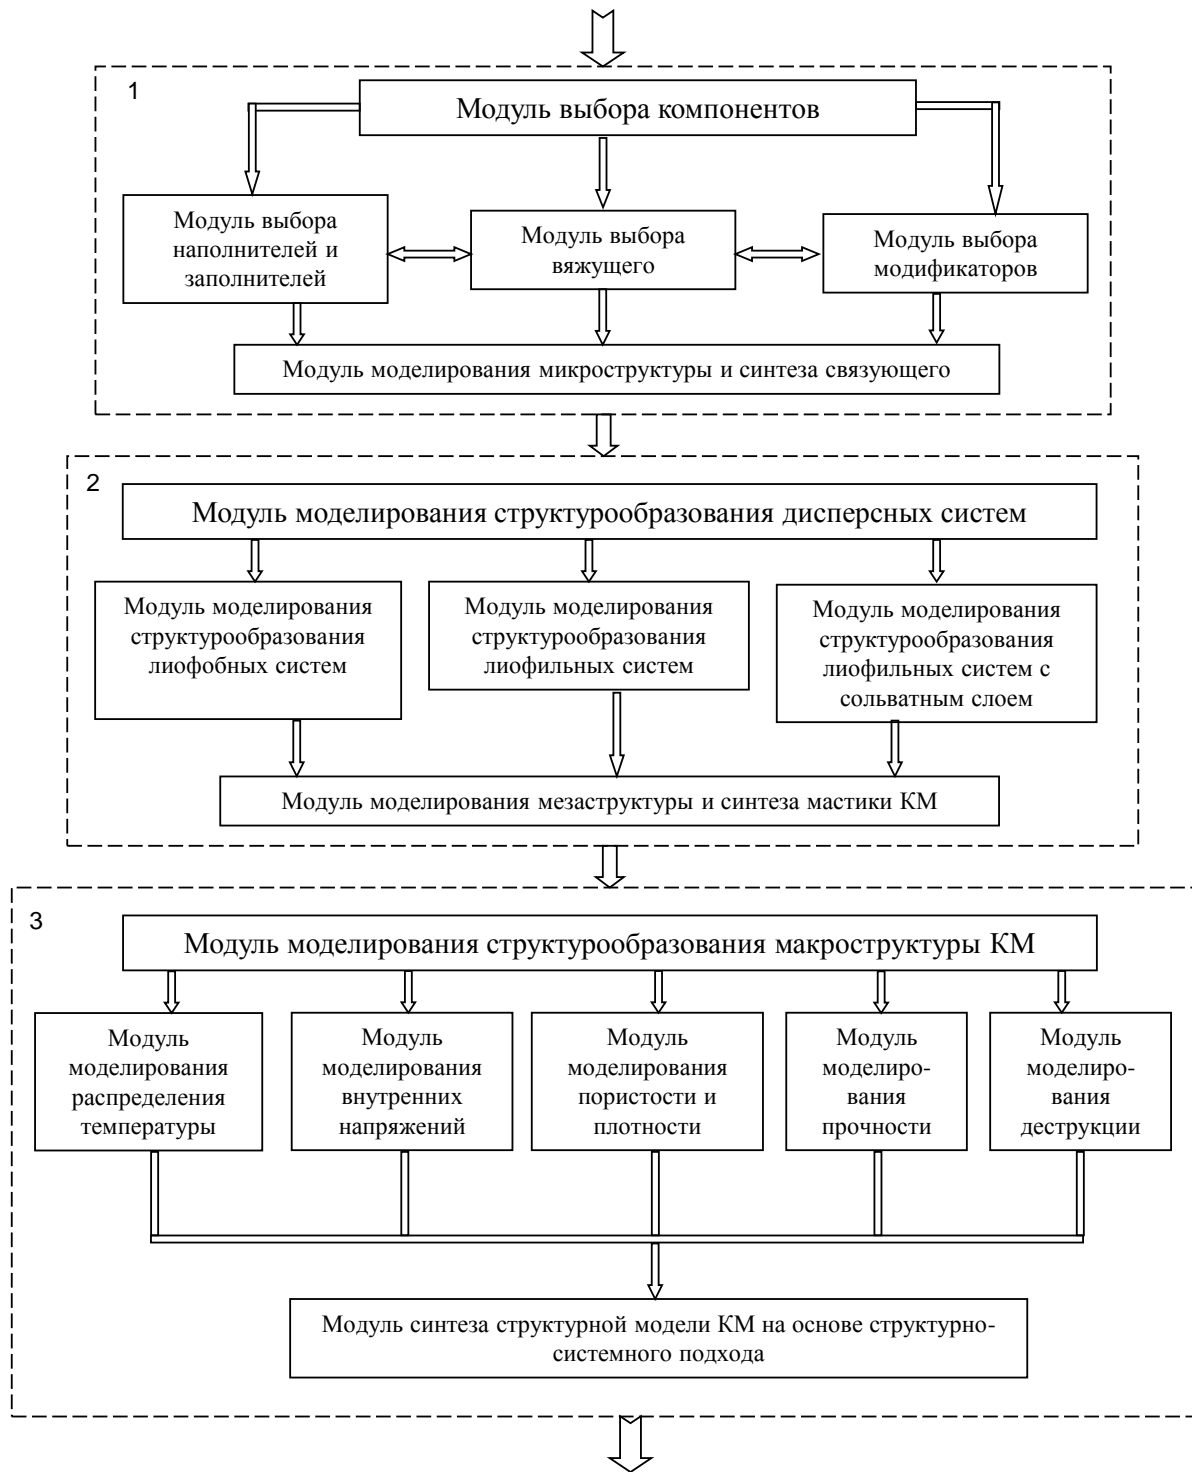 1
Модуль выбора компонентов
Модуль выбора
наполнителей и
заполнителей
Модуль выбора
вяжущего
Модуль выбора
модификаторов
Модуль моделирования микроструктуры и синтеза связующего
2
Модуль моделирования структурообразования дисперсных систем
Модуль моделирования
структурообразования
лиофобных систем
Модуль моделирования
структурообразования
лиофильных систем
Модуль моделирования
структурообразования
лиофильных систем с
сольватным слоем
Модуль моделирования мезаструктуры и синтеза мастики КМ
3
Модуль моделирования структурообразования макроструктуры КМ
Модуль
моделирования
распределения
температуры
Модуль
моделирования
внутренних
напряжений
Модуль
моделирования
пористости и
плотности
Модуль
моделиро-
вания
прочности
Модуль
моделиро-
вания
деструкции
Модуль синтеза структурной модели КМ на основе структурно-
системного подхода